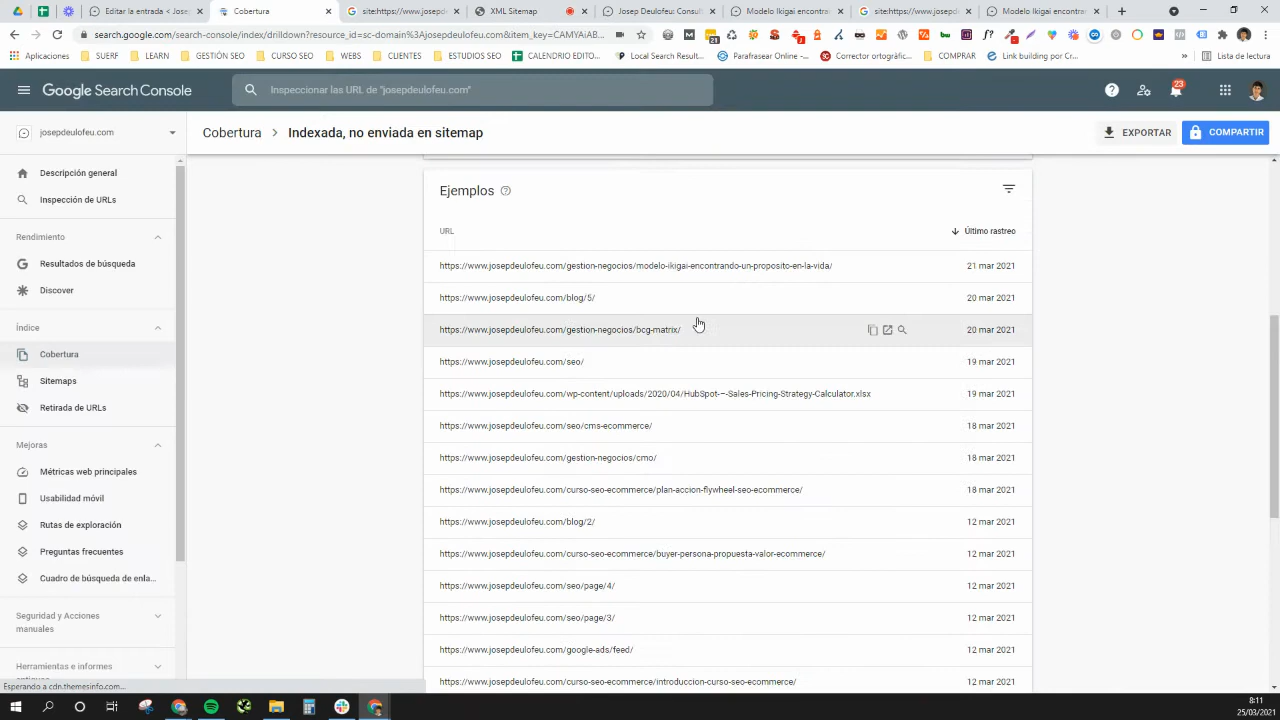 Editar la entrada < Josep
Cobertura
site:https://www.josepd
XML Sitemap
Josep Deulofeu: Consult
Modelo Ikigai encontran
site:https://www.josepd
Modelo Ikigai encontran
search.google.com/search-console/index/drilldown?resource_id=sc-domain%3Ajosepdeulofeu.com&item_key=CAMYAiAB...
Aplicaciones
SURF
LEARN
GESTIÓN SEO
CURSO SEO
WEBS
CLIENTES
ESTUDIOS SEO
CALENDRIO EDITO...
Local Search Result...
Parafrasear Online -...
Corrector ortográfic...
COMPRAR
Link building por Cr...
Lista de lectura
Google Search Console
Inspeccionar las URL de "josepdeulofeu.com"
23
josepdeulofeu.com
Cobertura > Indexada, no enviada en sitemap
EXPORTAR
COMPARTIR
Descripción general
Inspección de URLs
Rendimiento
Resultados de búsqueda
Discover
Índice
Cobertura
Sitemaps
Retirada de URLs
Mejoras
Métricas web principales
Usabilidad móvil
Rutas de exploración
Preguntas frecuentes
Cuadro de búsqueda de enla...
Seguridad y Acciones
manuales
Herramientas e informes
Esperando a cdn.themesinfo.com...
Ejemplos
URL
Último rastreo
https://www.josepdeulofeu.com/gestion-negocios/modelo-ikigai-encontrando-un-proposito-en-la-vida/ 21 mar 2021
https://www.josepdeulofeu.com/blog/5/ 20 mar 2021
https://www.josepdeulofeu.com/gestion-negocios/bcg-matrix/ 20 mar 2021
https://www.josepdeulofeu.com/seo/ 19 mar 2021
https://www.josepdeulofeu.com/wp-content/uploads/2020/04/HubSpot-–-Sales-Pricing-Strategy-Calculator.xlsx 19 mar 2021
https://www.josepdeulofeu.com/seo/cms-ecommerce/ 18 mar 2021
https://www.josepdeulofeu.com/gestion-negocios/cmo/ 18 mar 2021
https://www.josepdeulofeu.com/curso-seo-ecommerce/plan-accion-flywheel-seo-ecommerce/ 18 mar 2021
https://www.josepdeulofeu.com/blog/2/ 12 mar 2021
https://www.josepdeulofeu.com/curso-seo-ecommerce/buyer-persona-propuesta-valor-ecommerce/ 12 mar 2021
https://www.josepdeulofeu.com/seo/page/4/ 12 mar 2021
https://www.josepdeulofeu.com/seo/page/3/ 12 mar 2021
https://www.josepdeulofeu.com/google-ads/feed/ 12 mar 2021
https://www.josepdeulofeu.com/curso-seo-ecommerce/introduccion-curso-seo-ecommerce/ 12 mar 2021
8:11
25/03/2021